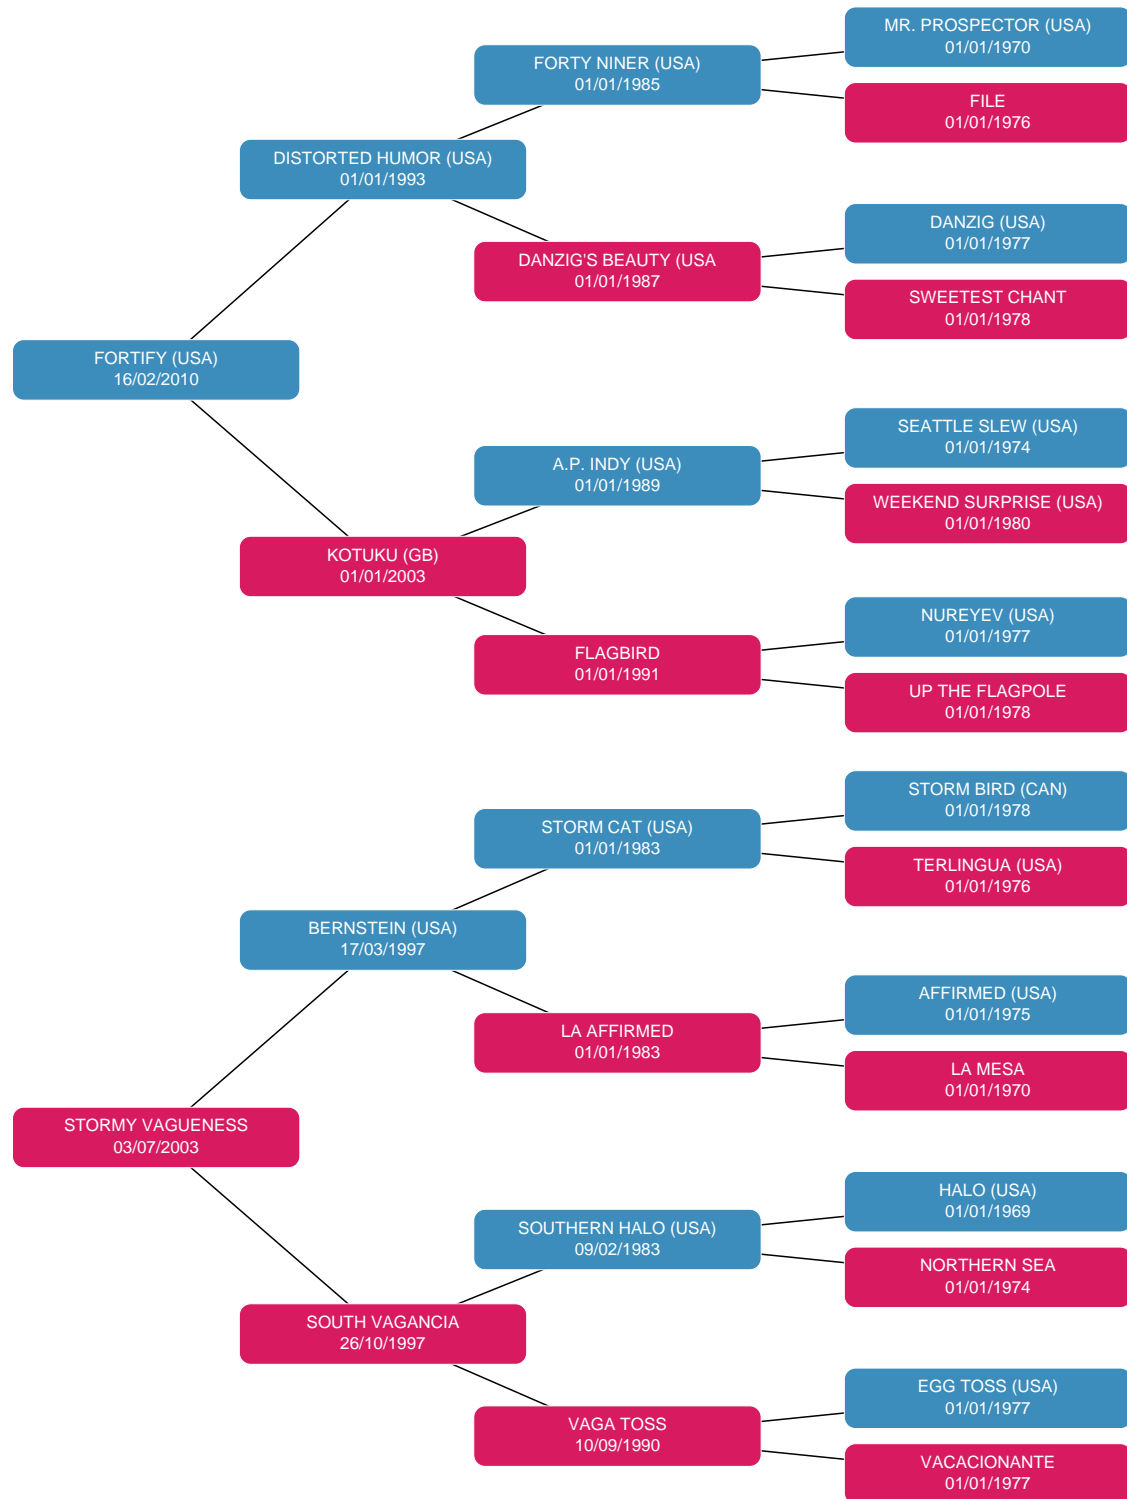 MR. PROSPECTOR (USA)
01/01/1970
FORTY NINER (USA)
01/01/1985
FILE
01/01/1976
DISTORTED HUMOR (USA)
01/01/1993
DANZIG (USA)
01/01/1977
DANZIG'S BEAUTY (USA
01/01/1987
SWEETEST CHANT
01/01/1978
FORTIFY (USA)
16/02/2010
SEATTLE SLEW (USA)
01/01/1974
A.P. INDY (USA)
01/01/1989
WEEKEND SURPRISE (USA)
01/01/1980
KOTUKU (GB)
01/01/2003
NUREYEV (USA)
01/01/1977
FLAGBIRD
01/01/1991
UP THE FLAGPOLE
01/01/1978
STORM BIRD (CAN)
01/01/1978
STORM CAT (USA)
01/01/1983
TERLINGUA (USA)
01/01/1976
BERNSTEIN (USA)
17/03/1997
AFFIRMED (USA)
01/01/1975
LA AFFIRMED
01/01/1983
LA MESA
01/01/1970
STORMY VAGUENESS
03/07/2003
HALO (USA)
01/01/1969
SOUTHERN HALO (USA)
09/02/1983
NORTHERN SEA
01/01/1974
SOUTH VAGANCIA
26/10/1997
EGG TOSS (USA)
01/01/1977
VAGA TOSS
10/09/1990
VACACIONANTE
01/01/1977